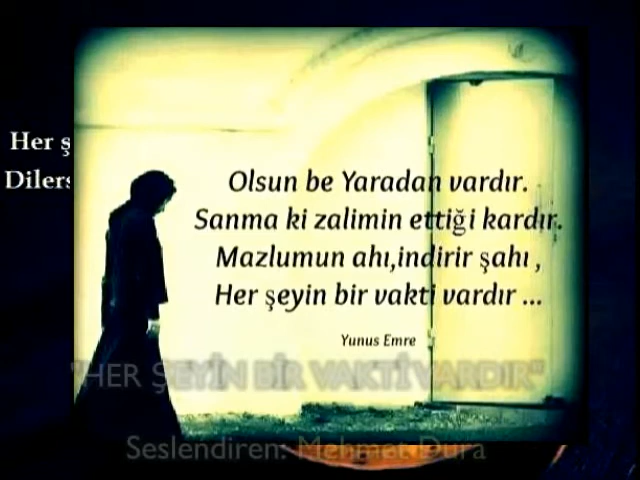 Her ş
Dilers
Olsun be Yaradan vardır.
Sanma ki zalimin ettiği kardır.
Mazlumun ahı,indirir şahı ,
Her şeyin bir vakti vardır ...
Yunus Emre
"HER ŞEYİN BİR VAKTİ VARDIR"
Seslendiren: Mehmet Dura